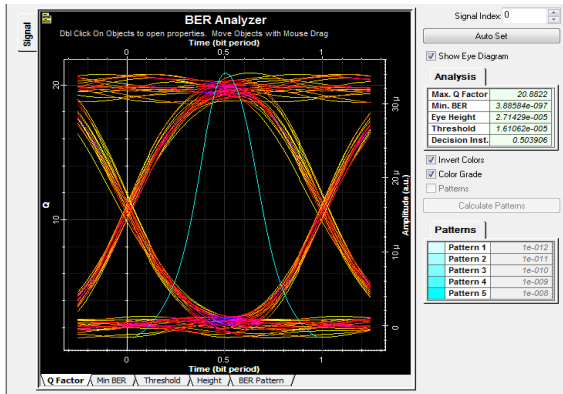 Signal
BER Analyzer
Dbl Click On Objects to open properties. Move Objects with Mouse Drag
Time (bit period)
0 0.5 1
Q
20
10
Amplitude (a.u.)
30 µ
20 µ
10 µ
0
0 0.5 1
Time (bit period)
Q Factor Min BER Threshold Height BER Pattern
Signal Index: 0
Auto Set
Show Eye Diagram
Analysis
Max. Q Factor 20.8822
Min. BER 3.88584e-097
Eye Height 2.71429e-005
Threshold 1.61062e-005
Decision Inst. 0.503906
Invert Colors
Color Grade
Patterns
Calculate Patterns
Patterns
Pattern 1 1e-012
Pattern 2 1e-011
Pattern 3 1e-010
Pattern 4 1e-009
Pattern 5 1e-008